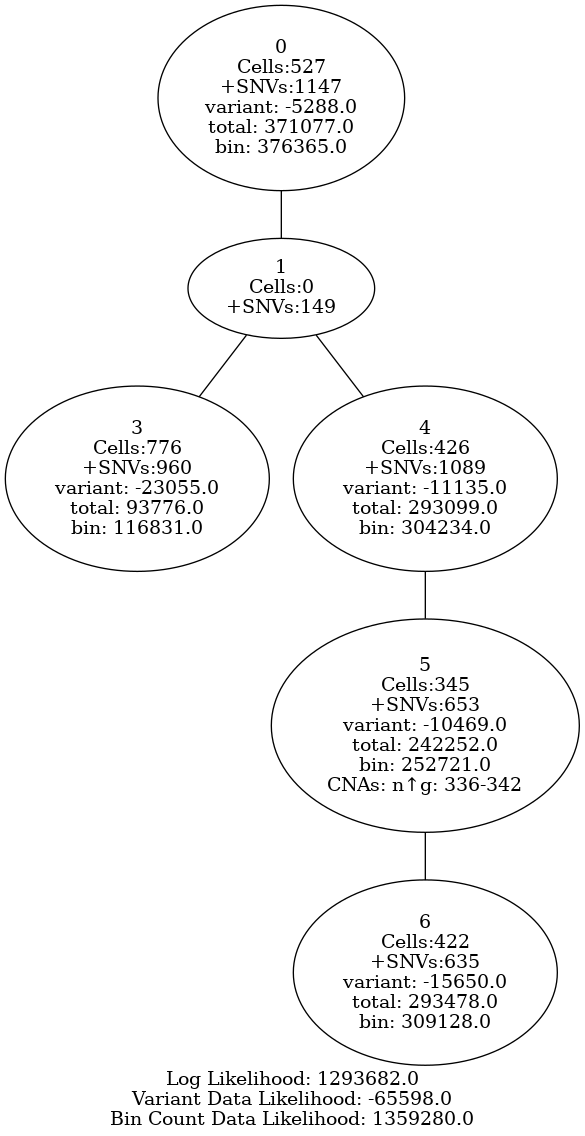 0
Cells:527
+SNVs:1147
variant: -5288.0
total: 371077.0
bin: 376365.0
1
Cells:0
+SNVs:149
3
Cells:776
+SNVs:960
variant: -23055.0
total: 93776.0
bin: 116831.0
4
Cells:426
+SNVs:1089
variant: -11135.0
total: 293099.0
bin: 304234.0
5
Cells:345
+SNVs:653
variant: -10469.0
total: 242252.0
bin: 252721.0
CNAs: n↑g: 336-342
6
Cells:422
+SNVs:635
variant: -15650.0
total: 293478.0
bin: 309128.0
Log Likelihood: 1293682.0
Variant Data Likelihood: -65598.0
Bin Count Data Likelihood: 1359280.0